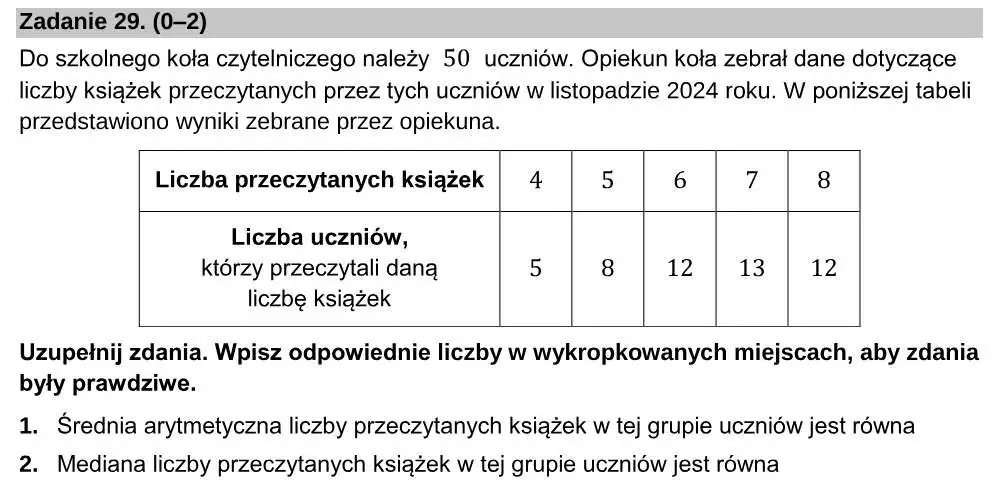 Zadanie 29. (0–2)
Do szkolnego koła czytelniczego należy 50 uczniów. Opiekun koła zebrał dane dotyczące
liczby książek przeczytanych przez tych uczniów w listopadzie 2024 roku. W poniższej tabeli
przedstawiono wyniki zebrane przez opiekuna.
Liczba przeczytanych książek 4 5 6 7 8
Liczba uczniów,
którzy przeczytali daną 5 8 12 13 12
liczbę książek
Uzupełnij zdania. Wpisz odpowiednie liczby w wykropkowanych miejscach, aby zdania
były prawdziwe.
1. Średnia arytmetyczna liczby przeczytanych książek w tej grupie uczniów jest równa
2. Mediana liczby przeczytanych książek w tej grupie uczniów jest równa